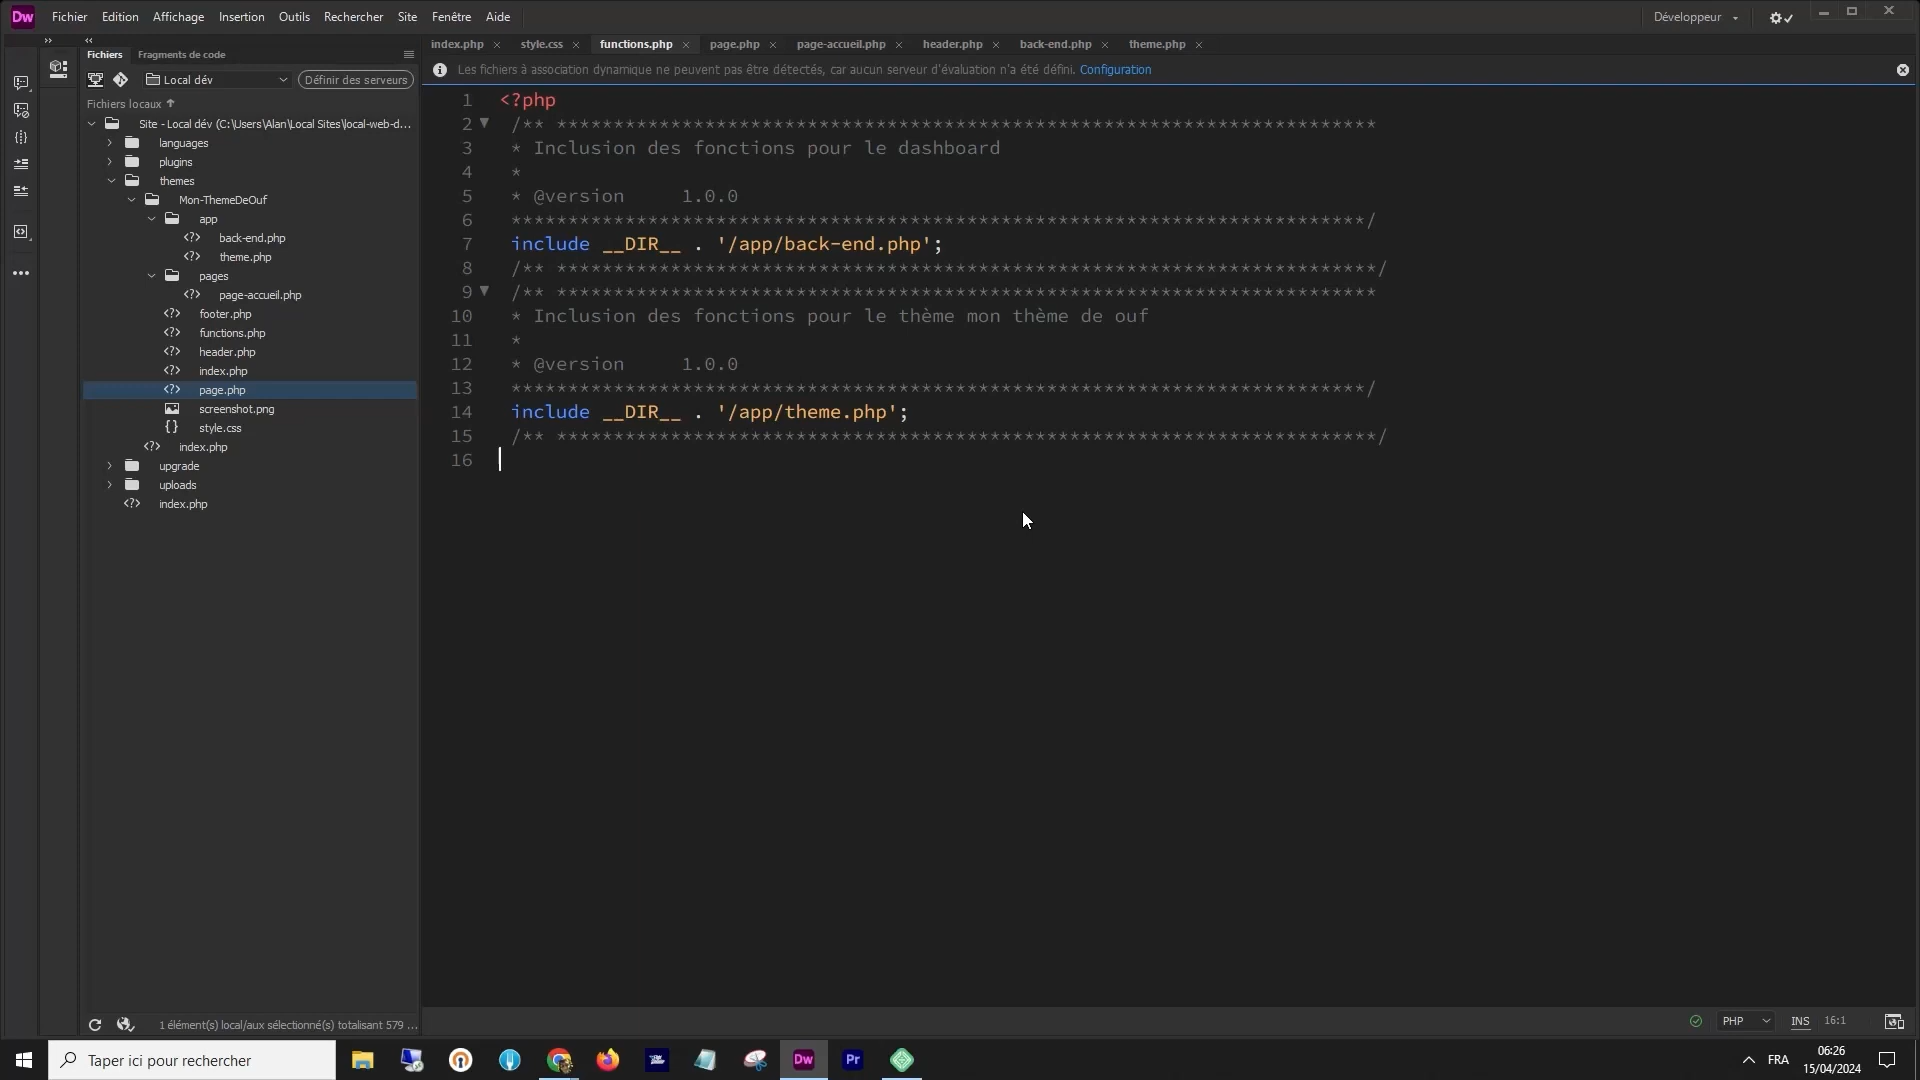 Dw Fichier Edition Affichage Insertion Outils Rechercher Site Fenêtre Aide Développeur
Fichiers Fragments de code
index.php style.css functions.php page.php page-accueil.php header.php back-end.php theme.php
Local dév Définir des serveurs
Les fichiers à association dynamique ne peuvent pas être détectés, car aucun serveur d'évaluation n'a été défini. Configuration
Fichiers locaux
Site - Local dév (C:\Users\Alan\Local Sites\local-web-d...
languages
plugins
themes
Mon-ThemeDeOuf
app
back-end.php
theme.php
pages
page-accueil.php
footer.php
functions.php
header.php
index.php
page.php
screenshot.png
style.css
index.php
upgrade
uploads
index.php
1 <?php
2 /** ************************************************************************
3 * Inclusion des fonctions pour le dashboard
4 *
5 * @version 1.0.0
6 ***************************************************************************/
7 include __DIR__ . '/app/back-end.php';
8 /** ************************************************************************/
9 /** ************************************************************************
10 * Inclusion des fonctions pour le thème mon thème de ouf
11 *
12 * @version 1.0.0
13 ***************************************************************************/
14 include __DIR__ . '/app/theme.php';
15 /** ************************************************************************/
16
1 élément(s) local/aux sélectionné(s) totalisant 579 ...
PHP INS 16:1
Taper ici pour rechercher
Dw Pr
FRA
06:26
15/04/2024